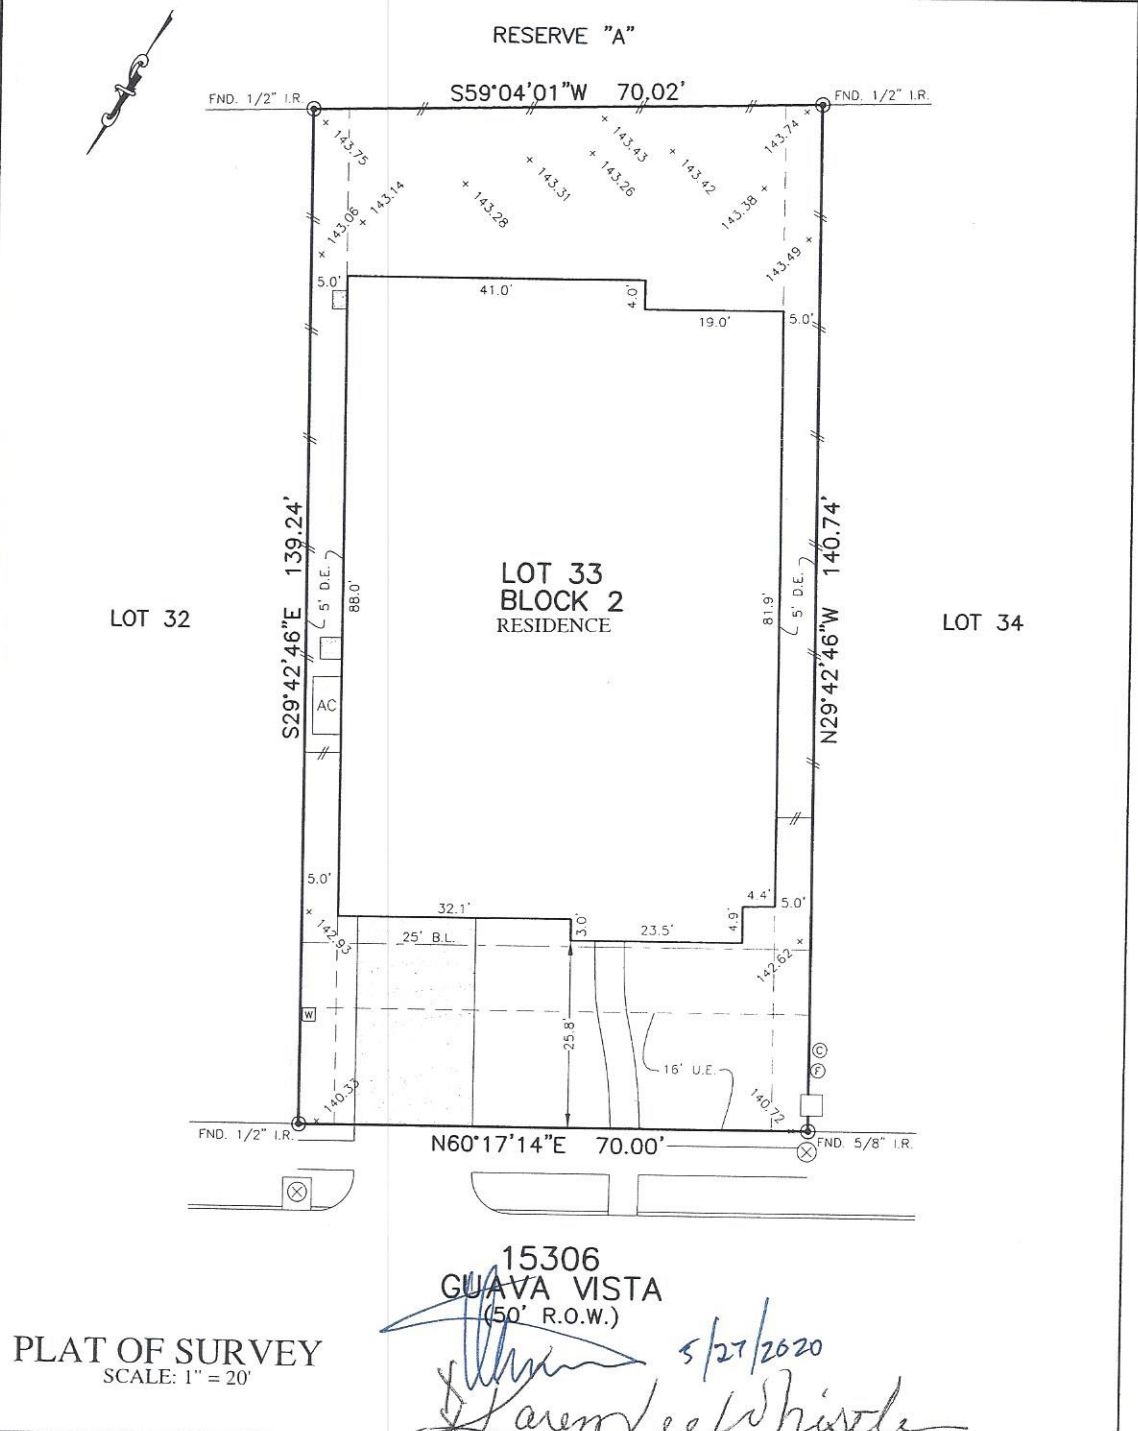 RESERVE "A"
S59°04'01"W 70.02'
FND. 1/2" I.R.
FND. 1/2" I.R.
143.75
143.06
143.14
143.28
143.31
143.43
143.26
143.42
143.74
143.38
143.49
5.0'
41.0'
4.0'
19.0'
5.0'
S29°42'46"E 139.24'
5' D.E.
88.0'
LOT 33
BLOCK 2
RESIDENCE
81.9'
5' D.E.
N29°42'46"W 140.74'
LOT 32
LOT 34
AC
5.0'
32.1'
3.0'
23.5'
4.9'
4.4'
5.0'
142.93
25' B.L.
142.62
W
25.8'
16' U.E.
C
F
140.33
140.72
FND. 1/2" I.R.
N60°17'14"E 70.00'
FND. 5/8" I.R.
15306
GUAVA VISTA
(50' R.O.W.)
5/27/2020
PLAT OF SURVEY
SCALE: 1" = 20'